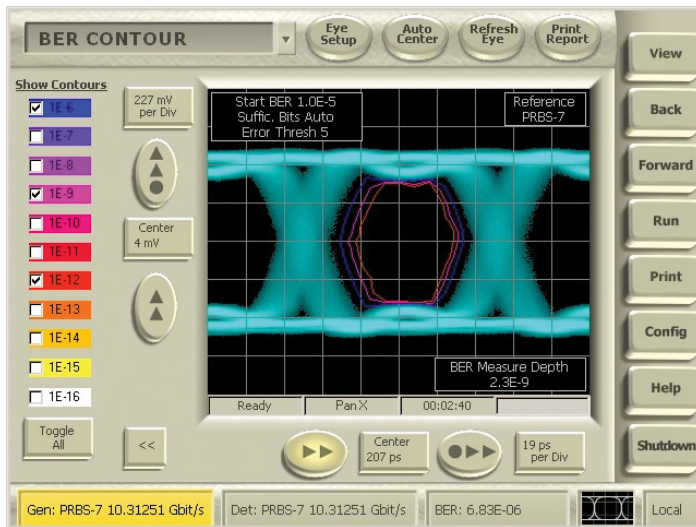 BER CONTOUR
Eye Setup
Auto Center
Refresh Eye
Print Report
View
Back
Forward
Run
Print
Config
Help
Shutdown
Show Contours
1E-6
1E-7
1E-8
1E-9
1E-10
1E-11
1E-12
1E-13
1E-14
1E-15
1E-16
Toggle All
227 mV per Div
Center 4 mV
<<
Start BER 1.0E-5
Suffic. Bits Auto
Error Thresh 5
Reference
PRBS-7
BER Measure Depth
2.3E-9
Ready
Pan X
00:02:40
Center 207 ps
19 ps per Div
Gen: PRBS-7 10.31251 Gbit/s
Det: PRBS-7 10.31251 Gbit/s
BER: 6.83E-06
Local